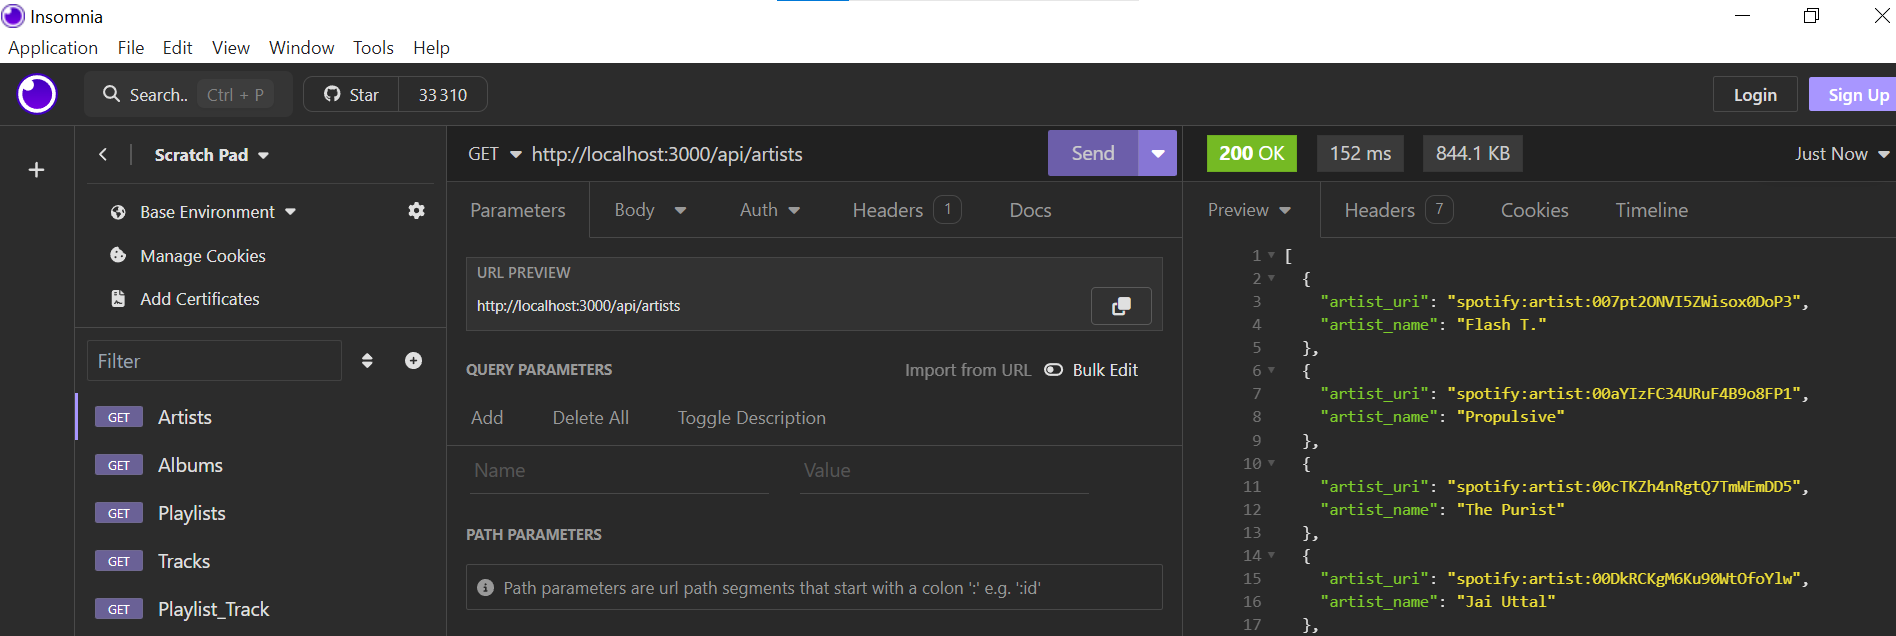 Insomnia
Application File Edit View Window Tools Help
Search.. Ctrl + P Star 33 310 Login Sign Up
Scratch Pad
Base Environment
Manage Cookies
Add Certificates
Filter
GET Artists
GET Albums
GET Playlists
GET Tracks
GET Playlist_Track
GET http://localhost:3000/api/artists Send
Parameters Body Auth Headers 1 Docs
URL PREVIEW
http://localhost:3000/api/artists
QUERY PARAMETERS Import from URL Bulk Edit
Add Delete All Toggle Description
Name Value
PATH PARAMETERS
Path parameters are url path segments that start with a colon ':' e.g. ':id'
200 OK 152 ms 844.1 KB Just Now
Preview Headers 7 Cookies Timeline
1 [
2 {
3 "artist_uri": "spotify:artist:007pt2ONVI5ZWisox0DoP3",
4 "artist_name": "Flash T."
5 },
6 {
7 "artist_uri": "spotify:artist:00aYIzFC34URuF4B9o8FP1",
8 "artist_name": "Propulsive"
9 },
10 {
11 "artist_uri": "spotify:artist:00cTKZh4nRgtQ7TmWEmDD5",
12 "artist_name": "The Purist"
13 },
14 {
15 "artist_uri": "spotify:artist:00DkRCKgM6Ku90WtOfoYlw",
16 "artist_name": "Jai Uttal"
17 },